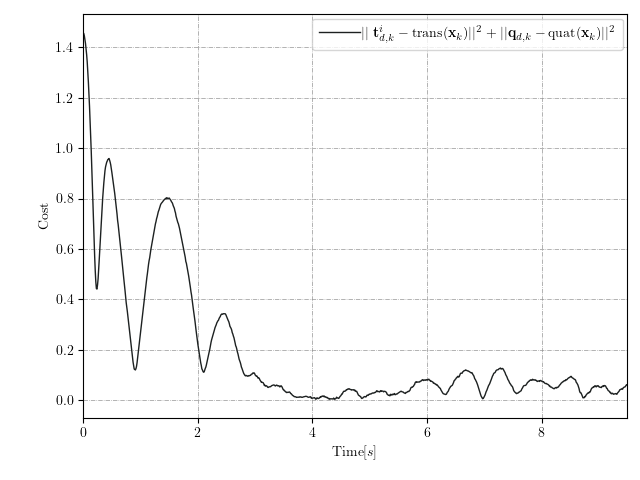 || t^i_{d,k} − trans(x_k)||^2 + ||q_{d,k} − quat(x_k)||^2
1.4
1.2
1.0
0.8
0.6
0.4
0.2
0.0
Cost
0 2 4 6 8
Time[s]